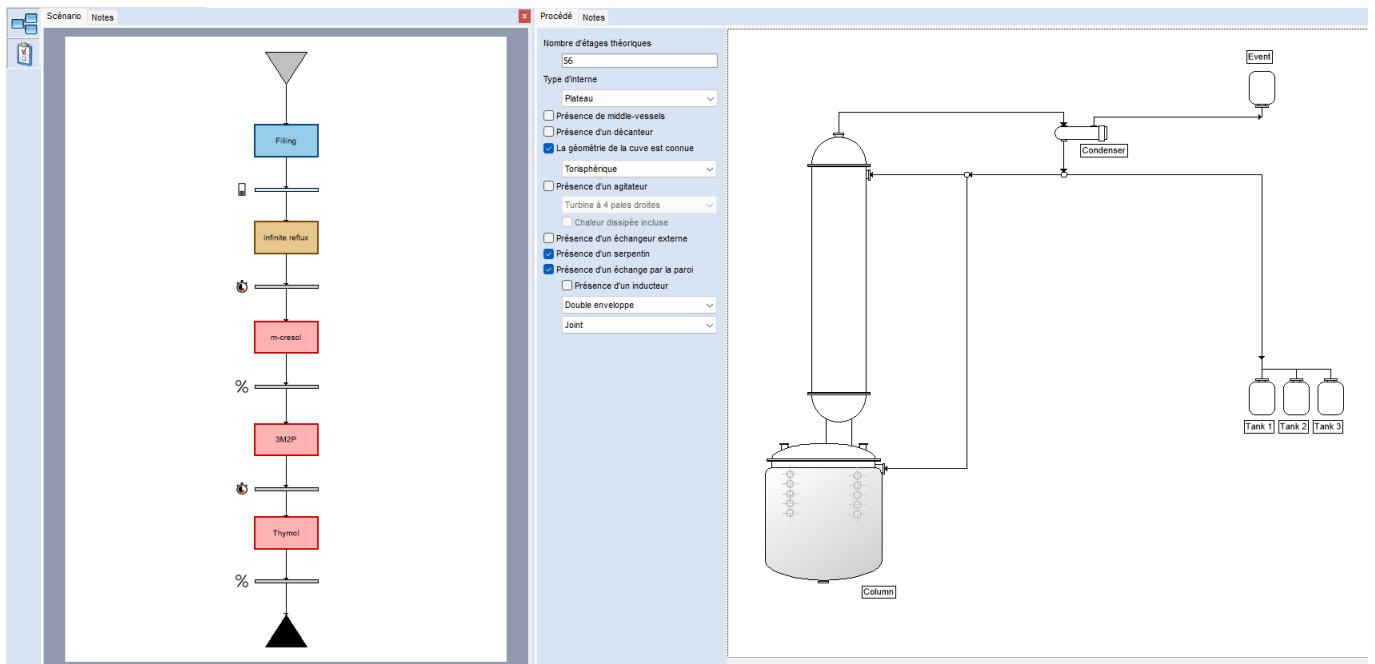 Scénario Notes
Filling
Infinite reflux
m-cresol
%
3M2P
Thymol
%
Procédé Notes
Nombre d'étages théoriques
56
Type d'interne
Plateau
Présence de middle-vessels
Présence d'un décanteur
La géométrie de la cuve est connue
Torisphérique
Présence d'un agitateur
Turbine à 4 pales droites
Chaleur dissipée incluse
Présence d'un échangeur externe
Présence d'un serpentin
Présence d'un échange par la paroi
Présence d'un inducteur
Double enveloppe
Joint
Event
Condenser
Tank 1 Tank 2 Tank 3
Column